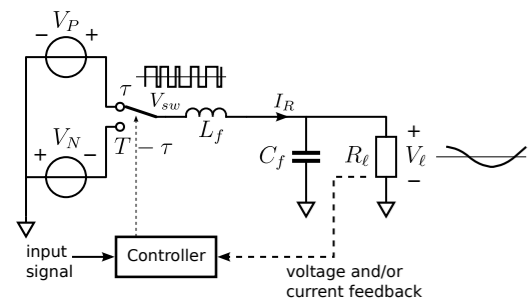 − V_P +
τ
V_sw
I_R
L_f
V_N
+ −
T − τ
C_f
R_ℓ
+
V_ℓ
−
input
signal
Controller
voltage and/or
current feedback